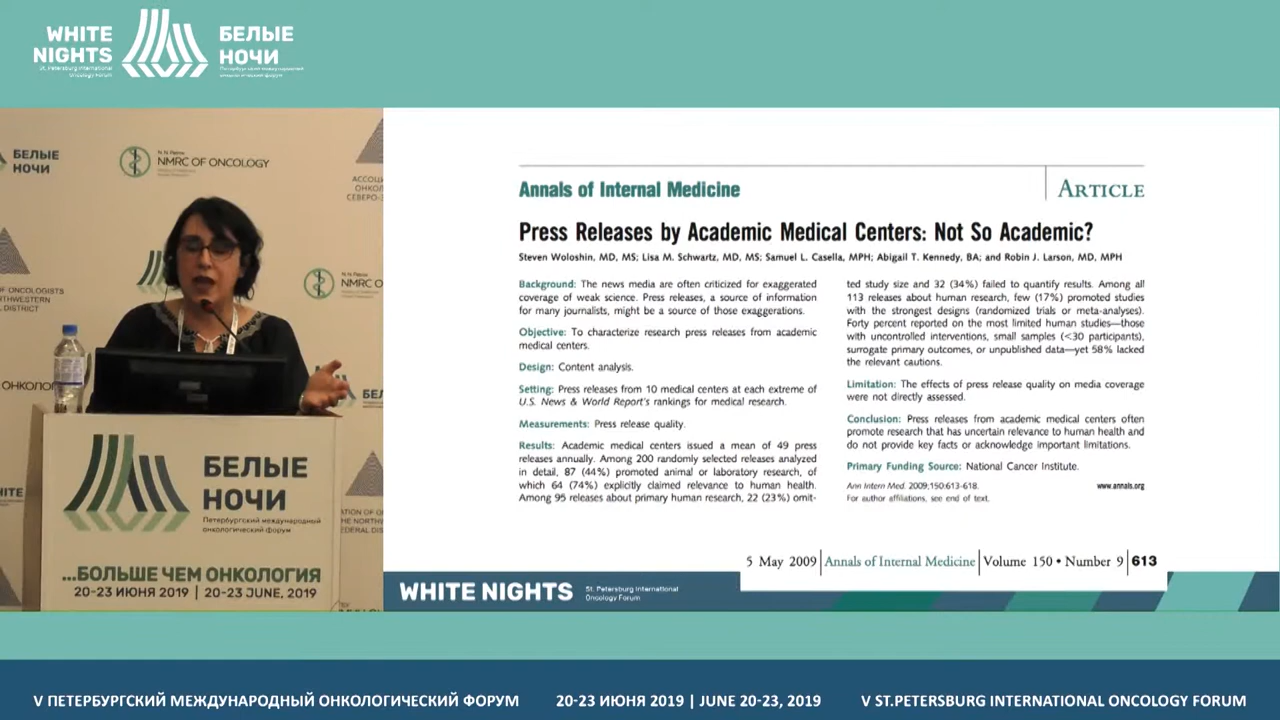 WHITE
NIGHTS
St. Petersburg International
Oncology Forum
БЕЛЫЕ
НОЧИ
Петербургский международный
онкологический форум
БЕЛЫЕ
НОЧИ
NMRC OF ONCOLOGY
OF ONCOLOGISTS
NMRC OF
БЕЛЫЕ
НОЧИ
Петербургский международный
онкологический форум
...БОЛЬШЕ ЧЕМ ОНКОЛОГИЯ
20-23 ИЮНЯ 2019 | 20-23 JUNE, 2019
Annals of Internal Medicine
ARTICLE
Press Releases by Academic Medical Centers: Not So Academic?
Steven Woloshin, MD, MS; Lisa M. Schwartz, MD, MS; Samuel L. Casella, MPH; Abigail T. Kennedy, BA; and Robin J. Larson, MD, MPH
Background: The news media are often criticized for exaggerated
coverage of weak science. Press releases, a source of information
for many journalists, might be a source of those exaggerations.
Objective: To characterize research press releases from academic
medical centers.
Design: Content analysis.
Setting: Press releases from 10 medical centers at each extreme of
U.S. News & World Report's rankings for medical research.
Measurements: Press release quality.
Results: Academic medical centers issued a mean of 49 press
releases annually. Among 200 randomly selected releases analyzed
in detail, 87 (44%) promoted animal or laboratory research, of
which 64 (74%) explicitly claimed relevance to human health.
Among 95 releases about primary human research, 22 (23%) omit-
ted study size and 32 (34%) failed to quantify results. Among all
113 releases about human research, few (17%) promoted studies
with the strongest designs (randomized trials or meta-analyses).
Forty percent reported on the most limited human studies—those
with uncontrolled interventions, small samples (<30 participants),
surrogate primary outcomes, or unpublished data—yet 58% lacked
the relevant cautions.
Limitation: The effects of press release quality on media coverage
were not directly assessed.
Conclusion: Press releases from academic medical centers often
promote research that has uncertain relevance to human health and
do not provide key facts or acknowledge important limitations.
Primary Funding Source: National Cancer Institute.
Ann Intern Med. 2009;150:613-618.
www.annals.org
For author affiliations, see end of text.
5 May 2009 | Annals of Internal Medicine | Volume 150 • Number 9 | 613
WHITE NIGHTS
St. Petersburg International
Oncology Forum
V ПЕТЕРБУРГСКИЙ МЕЖДУНАРОДНЫЙ ОНКОЛОГИЧЕСКИЙ ФОРУМ
20-23 ИЮНЯ 2019 | JUNE 20-23, 2019
V ST.PETERSBURG INTERNATIONAL ONCOLOGY FORUM